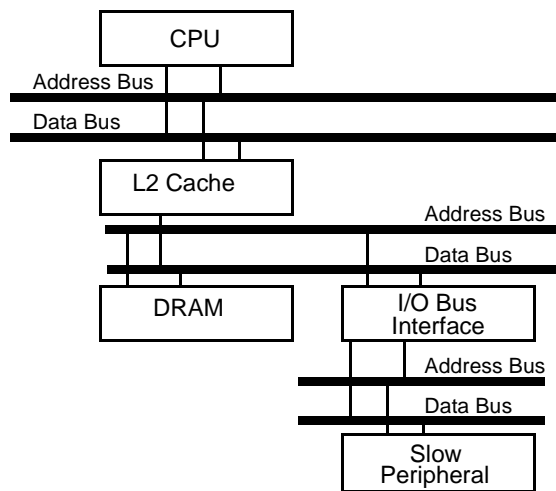 CPU
Address Bus
Data Bus
L2 Cache
Address Bus
Data Bus
DRAM
I/O Bus
Interface
Address Bus
Data Bus
Slow
Peripheral